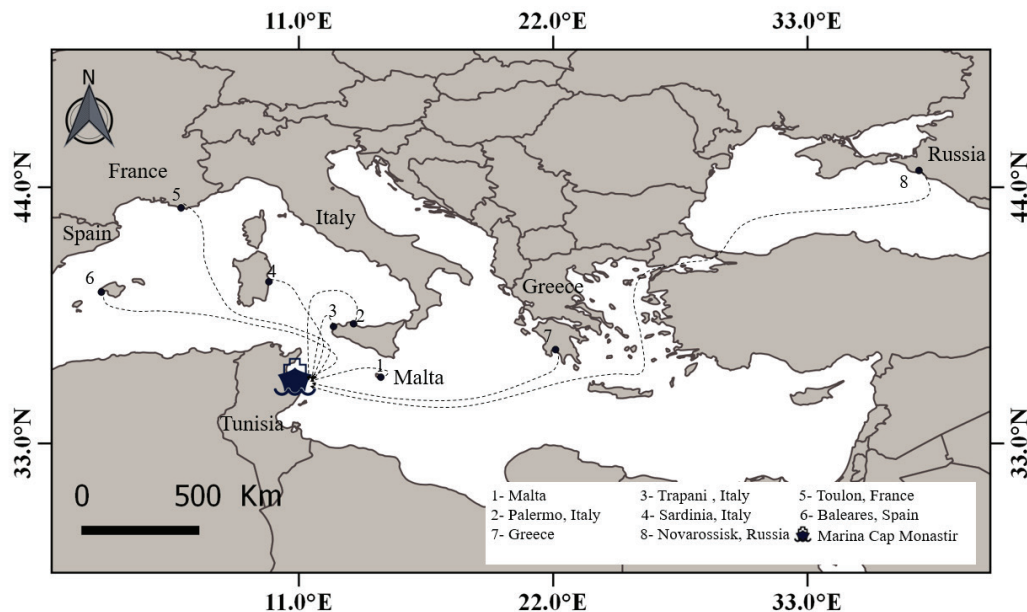 11.0°E 22.0°E 33.0°E
N
France
Russia
5
8
44.0°N
44.0°N
Italy
Spain
4
6
Greece
3
2
7
1
Malta
Tunisia
33.0°N
33.0°N
0 500 Km
1- Malta 3- Trapani , Italy 5- Toulon, France
2- Palermo, Italy 4- Sardinia, Italy 6- Baleares, Spain
7- Greece 8- Novarossisk, Russia Marina Cap Monastir
11.0°E 22.0°E 33.0°E